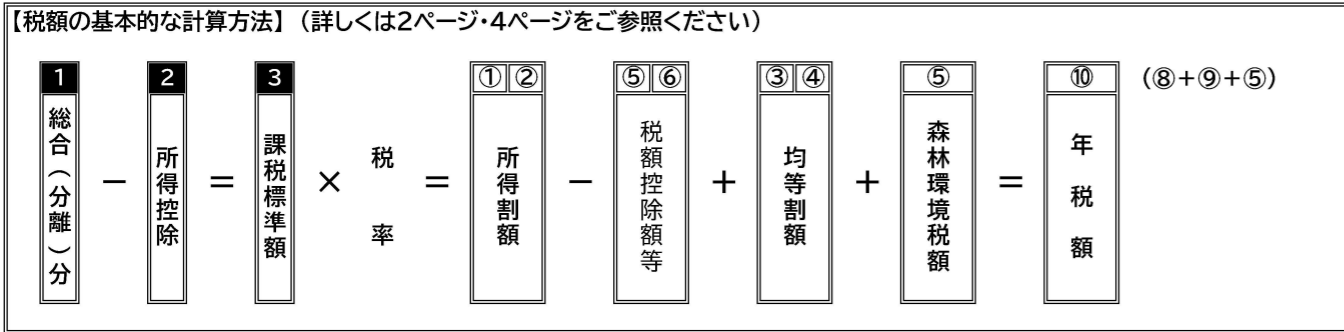 【税額の基本的な計算方法】(詳しくは2ページ・4ページをご参照ください)
1 2 3 ①② ⑤⑥ ③④ ⑤ ⑩ (⑧+⑨+⑤)
総合(分離)分 − 所得控除 = 課税標準額 × 税率 = 所得割額 − 税額控除額等 + 均等割額 + 森林環境税額 = 年税額